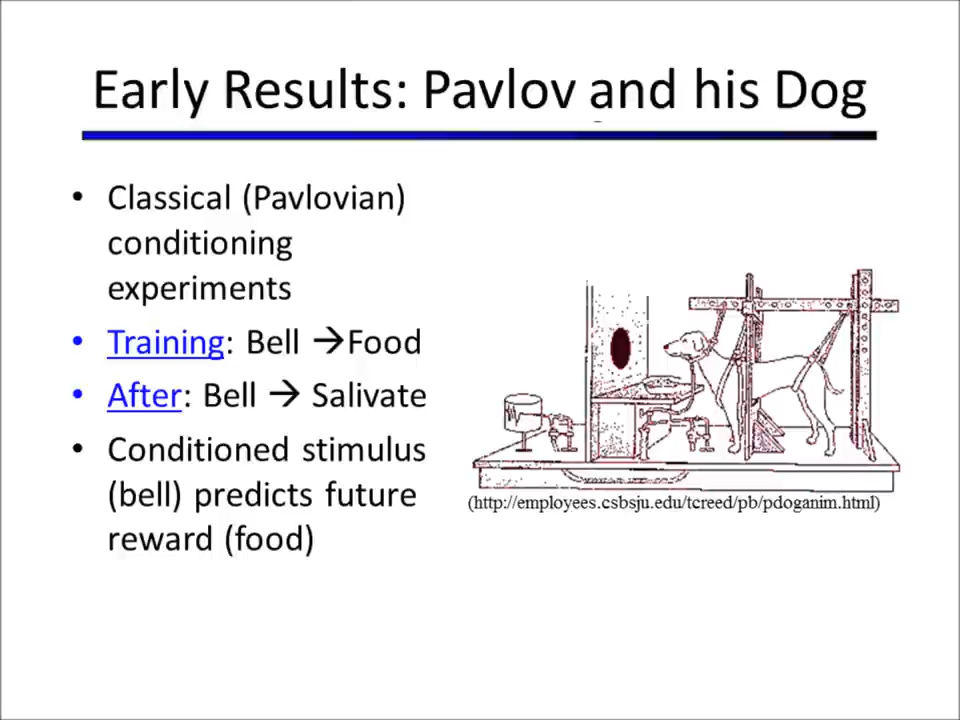 Early Results: Pavlov and his Dog
• Classical (Pavlovian)
conditioning
experiments
• Training: Bell →Food
• After: Bell → Salivate
• Conditioned stimulus
(bell) predicts future
reward (food)
(http://employees.csbsju.edu/tcreed/pb/pdoganim.html)